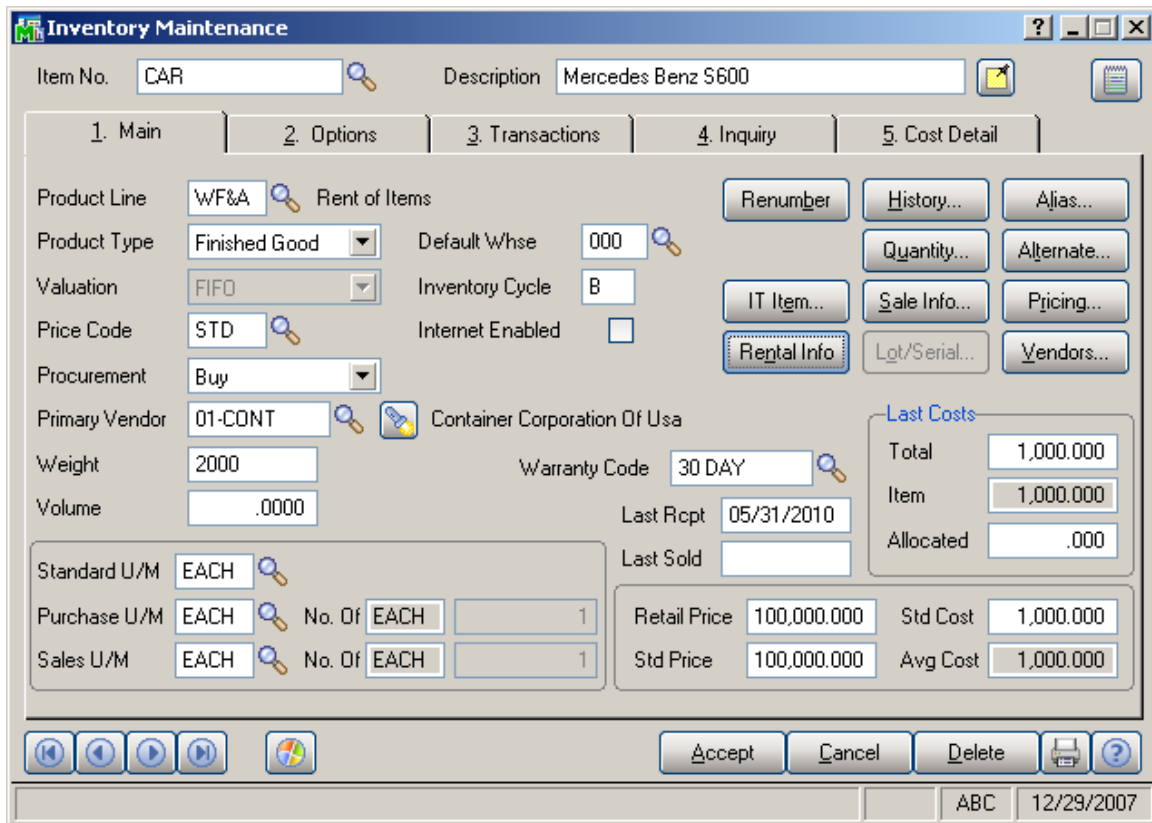 Inventory Maintenance
Item No. CAR Description Mercedes Benz S600
1. Main 2. Options 3. Transactions 4. Inquiry 5. Cost Detail
Product Line WF&A Rent of Items Renumber History... Alias...
Product Type Finished Good Default Whse 000 Quantity... Alternate...
Valuation FIFO Inventory Cycle B IT Item... Sale Info... Pricing...
Price Code STD Internet Enabled Rental Info Lot/Serial... Vendors...
Procurement Buy
Primary Vendor 01-CONT Container Corporation Of Usa Last Costs
Weight 2000 Warranty Code 30 DAY Total 1,000.000
Volume .0000 Last Rcpt 05/31/2010 Item 1,000.000
Last Sold Allocated .000
Standard U/M EACH
Purchase U/M EACH No. Of EACH 1 Retail Price 100,000.000 Std Cost 1,000.000
Sales U/M EACH No. Of EACH 1 Std Price 100,000.000 Avg Cost 1,000.000
Accept Cancel Delete
ABC 12/29/2007